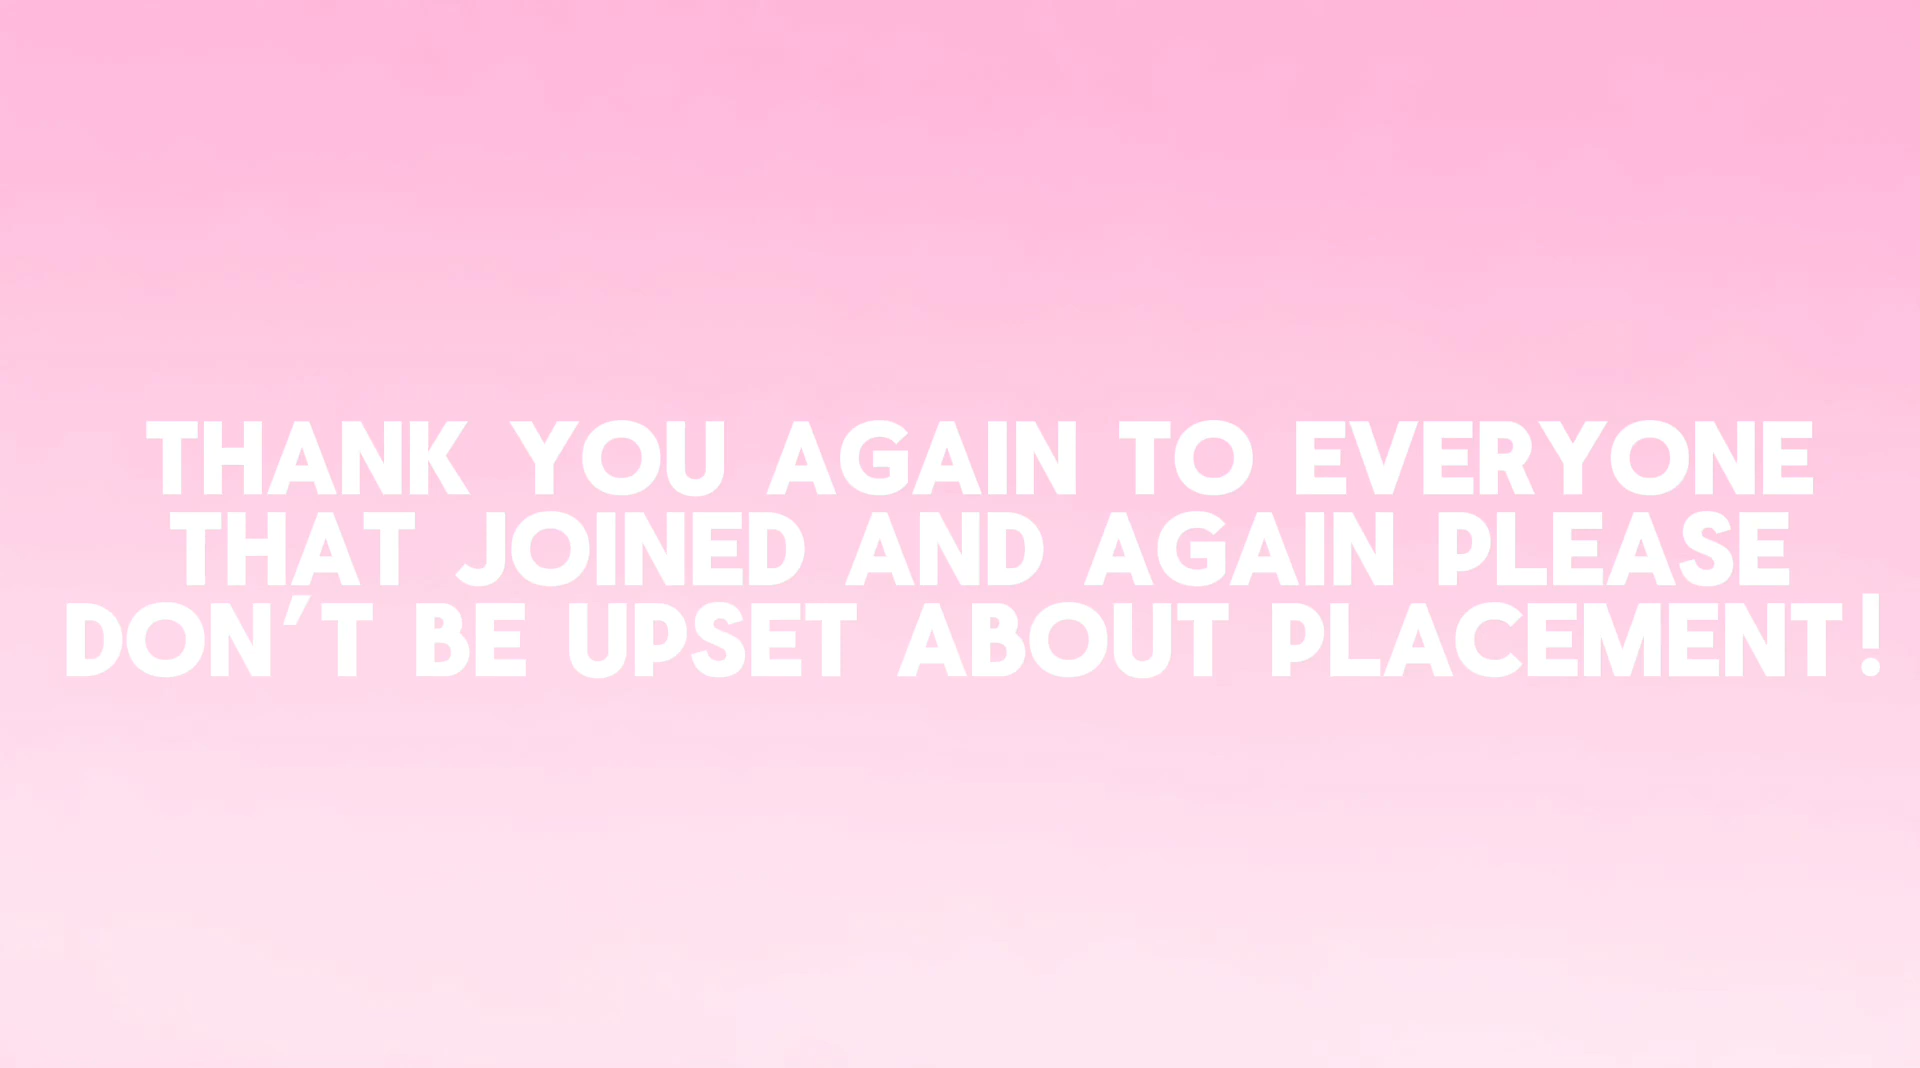 THANK YOU AGAIN TO EVERYONE
THAT JOINED AND AGAIN PLEASE
DON'T BE UPSET ABOUT PLACEMENT!